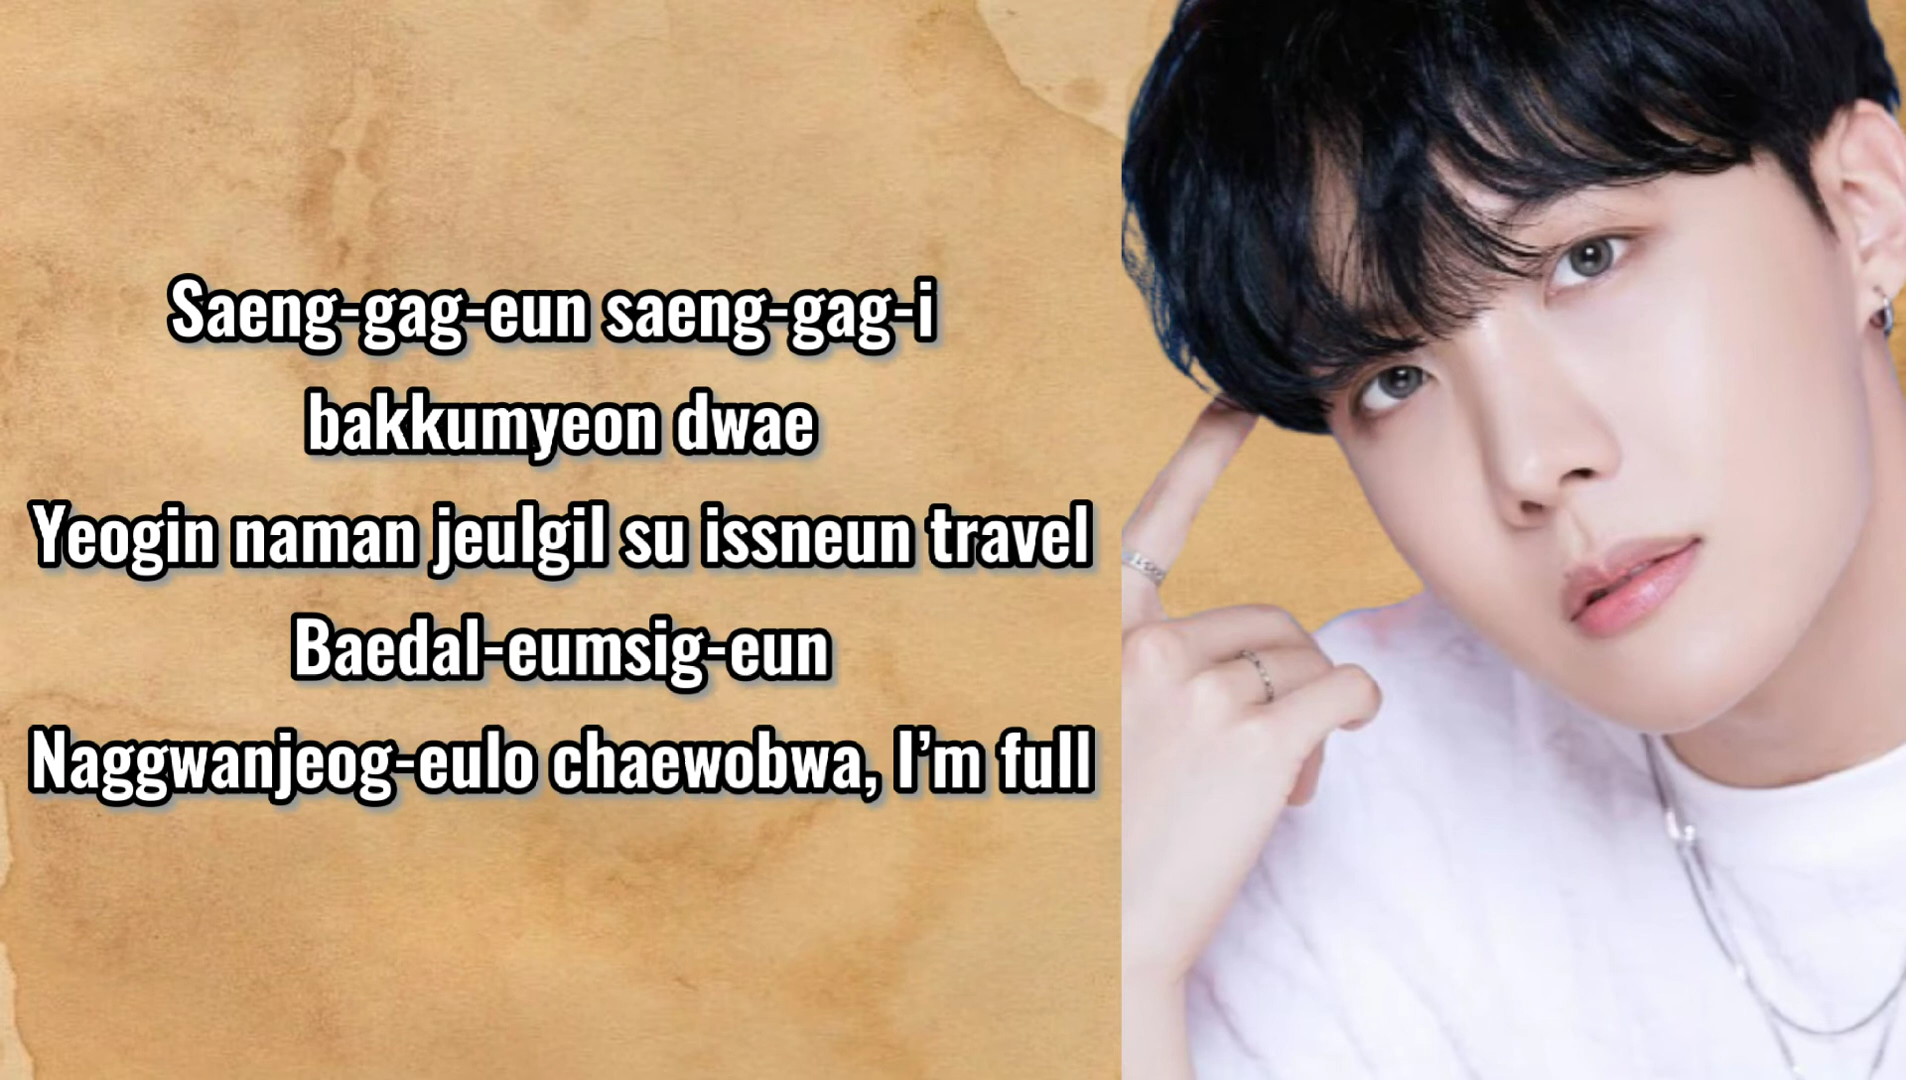 Saeng-gag-eun saeng-gag-i
bakkumyeon dwae
Yeogin naman jeulgil su issneun travel
Baedal-eumsig-eun
Naggwanjeog-eulo chaewobwa, I’m full